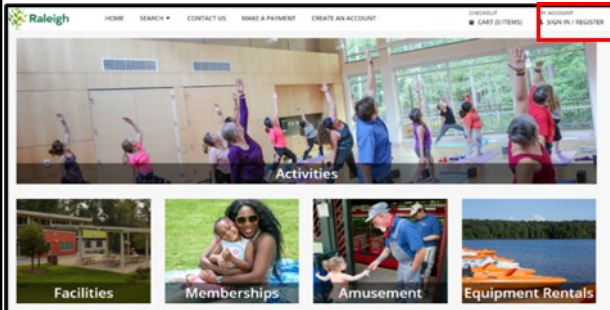 Raleigh
HOME SEARCH CONTACT US MAKE A PAYMENT CREATE AN ACCOUNT
CHECKOUT
CART (0 ITEMS)
MY ACCOUNT
SIGN IN / REGISTER
Activities
Facilities
Memberships
Amusement
Equipment Rentals